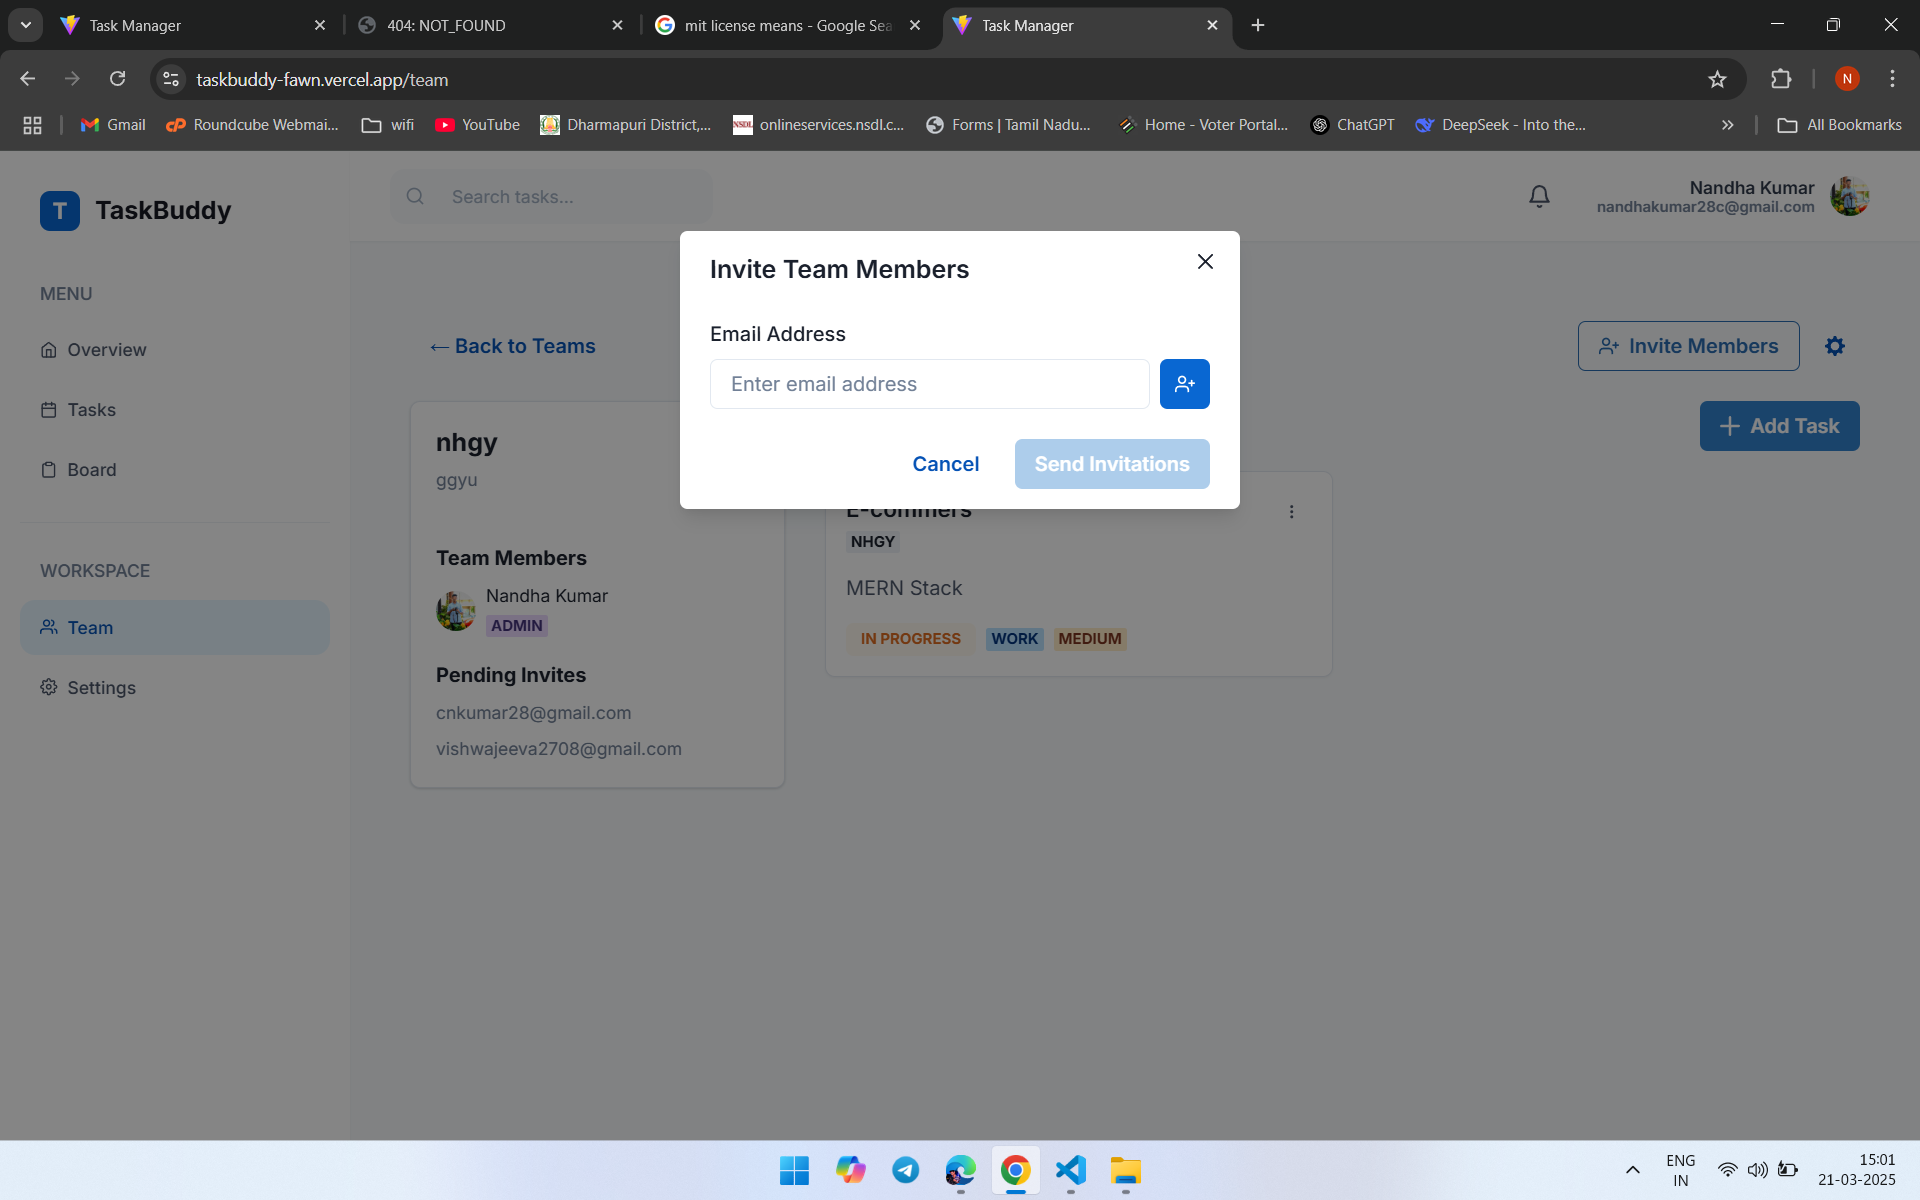 Task Manager
404: NOT_FOUND
mit license means - Google Sea
Task Manager
taskbuddy-fawn.vercel.app/team
N
Gmail
Roundcube Webmai...
wifi
YouTube
Dharmapuri District,...
NSDL
onlineservices.nsdl.c...
Forms | Tamil Nadu...
Home - Voter Portal...
ChatGPT
DeepSeek - Into the...
All Bookmarks
T
TaskBuddy
Search tasks...
Nandha Kumar
nandhakumar28c@gmail.com
MENU
Overview
Tasks
Board
WORKSPACE
Team
Settings
← Back to Teams
Invite Members
Add Task
Invite Team Members
Email Address
Enter email address
Cancel
Send Invitations
nhgy
ggyu
Team Members
Nandha Kumar
ADMIN
Pending Invites
cnkumar28@gmail.com
vishwajeeva2708@gmail.com
E-commers
NHGY
MERN Stack
IN PROGRESS
WORK
MEDIUM
ENG
IN
15:01
21-03-2025